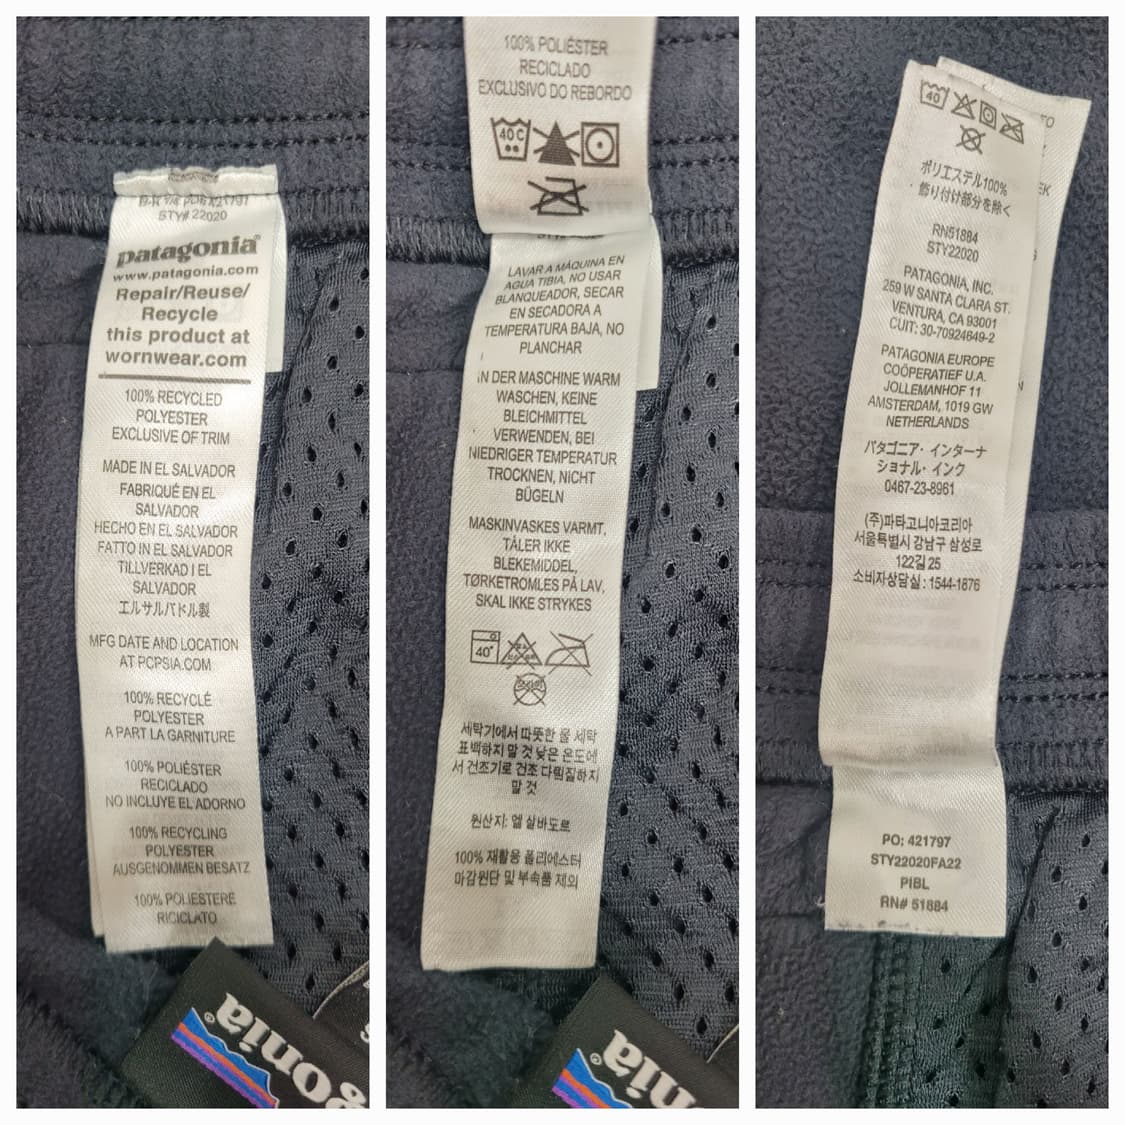 STY# 22020
patagonia®
www.patagonia.com
Repair/Reuse/
Recycle
this product at
wornwear.com
100% RECYCLED
POLYESTER
EXCLUSIVE OF TRIM
MADE IN EL SALVADOR
FABRIQUÉ EN EL
SALVADOR
HECHO EN EL SALVADOR
FATTO IN EL SALVADOR
TILLVERKAD I EL
SALVADOR
エルサルバドル製
MFG DATE AND LOCATION
AT PCPSIA.COM
100% RECYCLÉ
POLYESTER
A PART LA GARNITURE
100% POLIÉSTER
RECICLADO
NO INCLUYE EL ADORNO
100% RECYCLING
POLYESTER
AUSGENOMMEN BESATZ
100% POLIESTERE
RICICLATO
gonia®
100% POLIÉSTER
RECICLADO
EXCLUSIVO DO REBORDO
40 C
LAVAR A MÁQUINA EN
AGUA TIBIA, NO USAR
BLANQUEADOR, SECAR
EN SECADORA A
TEMPERATURA BAJA, NO
PLANCHAR
IN DER MASCHINE WARM
WASCHEN, KEINE
BLEICHMITTEL
VERWENDEN, BEI
NIEDRIGER TEMPERATUR
TROCKNEN, NICHT
BÜGELN
MASKINVASKES VARMT,
TÅLER IKKE
BLEKEMIDDEL,
TØRKETROMLES PÅ LAV,
SKAL IKKE STRYKES
40°
세탁기에서 따뜻한 물 세탁
표백하지 말 것 낮은 온도에
서 건조기로 건조 다림질하지
말 것
원산지: 엘 살바도르
100% 재활용 폴리에스터
마감원단 및 부속품 제외
gonia®
40
ポリエステル100%
飾り付け部分を除く
RN51884
STY22020
PATAGONIA, INC.
259 W SANTA CLARA ST.
VENTURA, CA 93001
CUIT: 30-70924849-2
PATAGONIA EUROPE
COÖPERATIEF U.A.
JOLLEMANHOF 11
AMSTERDAM, 1019 GW
NETHERLANDS
パタゴニア・インターナ
ショナル・インク
0467-23-8961
(주)파타고니아코리아
서울특별시 강남구 삼성로
122길 25
소비자상담실 : 1544-1876
PO: 421797
STY22020FA22
PIBL
RN# 51884